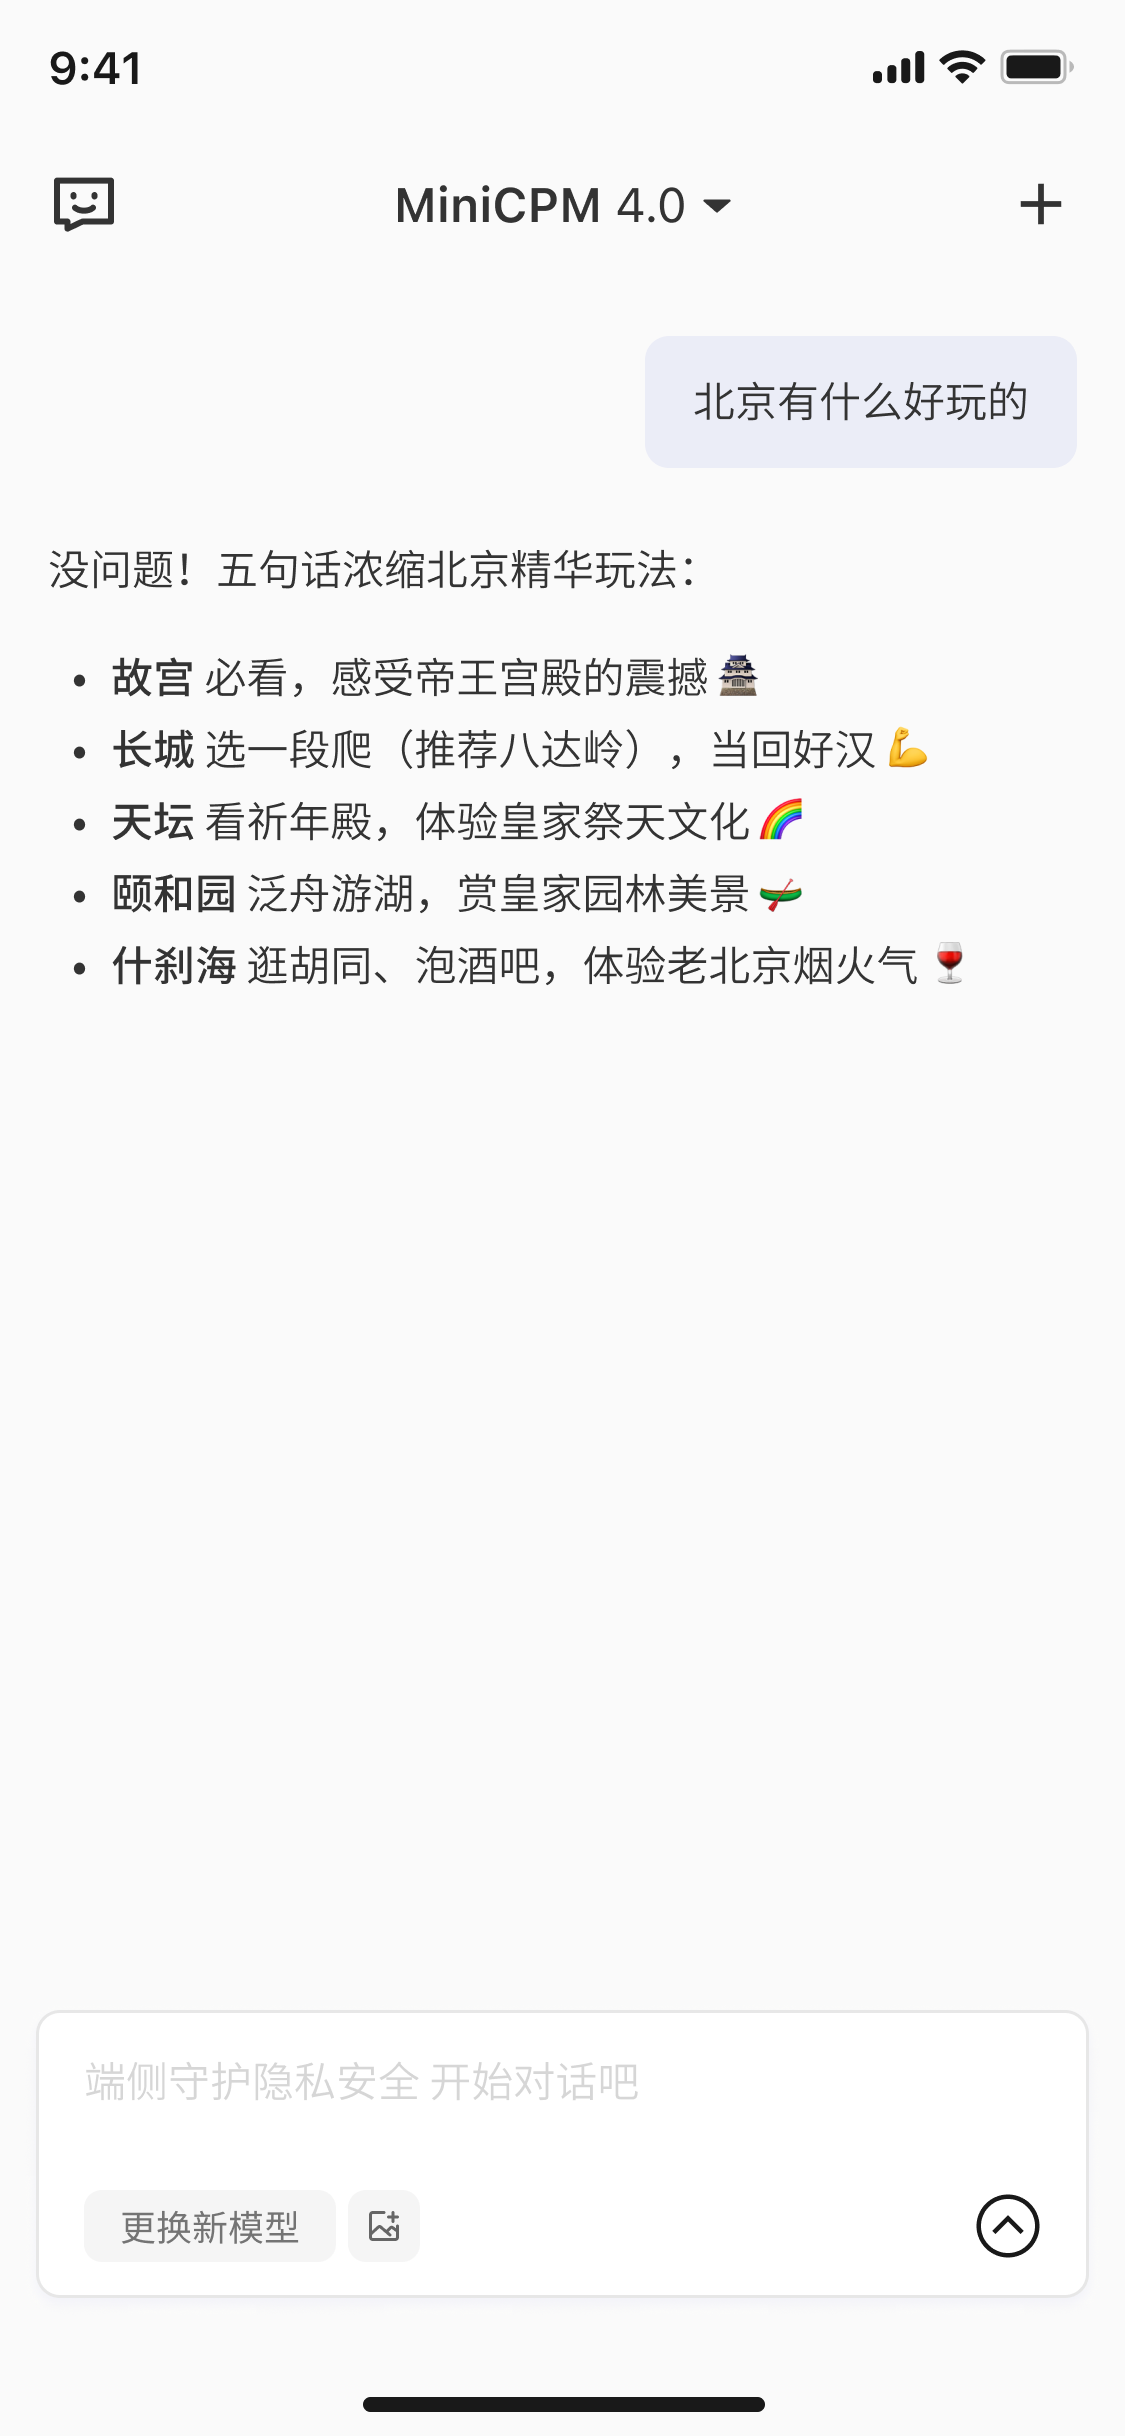 9:41
MiniCPM 4.0
北京有什么好玩的
没问题！五句话浓缩北京精华玩法：
• 故宫 必看，感受帝王宫殿的震撼 🏯
• 长城 选一段爬（推荐八达岭），当回好汉 💪
• 天坛 看祈年殿，体验皇家祭天文化 🌈
• 颐和园 泛舟游湖，赏皇家园林美景 🛶
• 什刹海 逛胡同、泡酒吧，体验老北京烟火气 🍷
端侧守护隐私安全 开始对话吧
更换新模型